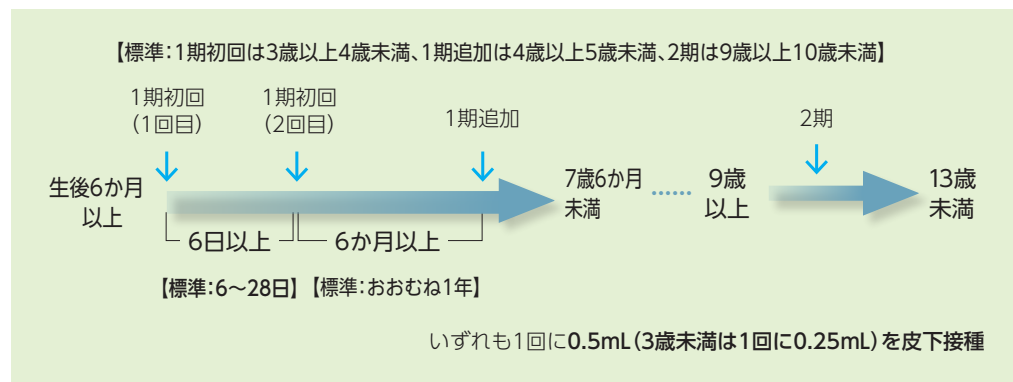 【標準：1期初回は3歳以上4歳未満、1期追加は4歳以上5歳未満、2期は9歳以上10歳未満】
1期初回
（1回目）
1期初回
（2回目）
1期追加
2期
生後6か月
以上
7歳6か月
未満
9歳
以上
13歳
未満
6日以上
6か月以上
【標準：6〜28日】
【標準：おおむね1年】
いずれも1回に0.5mL（3歳未満は1回に0.25mL）を皮下接種